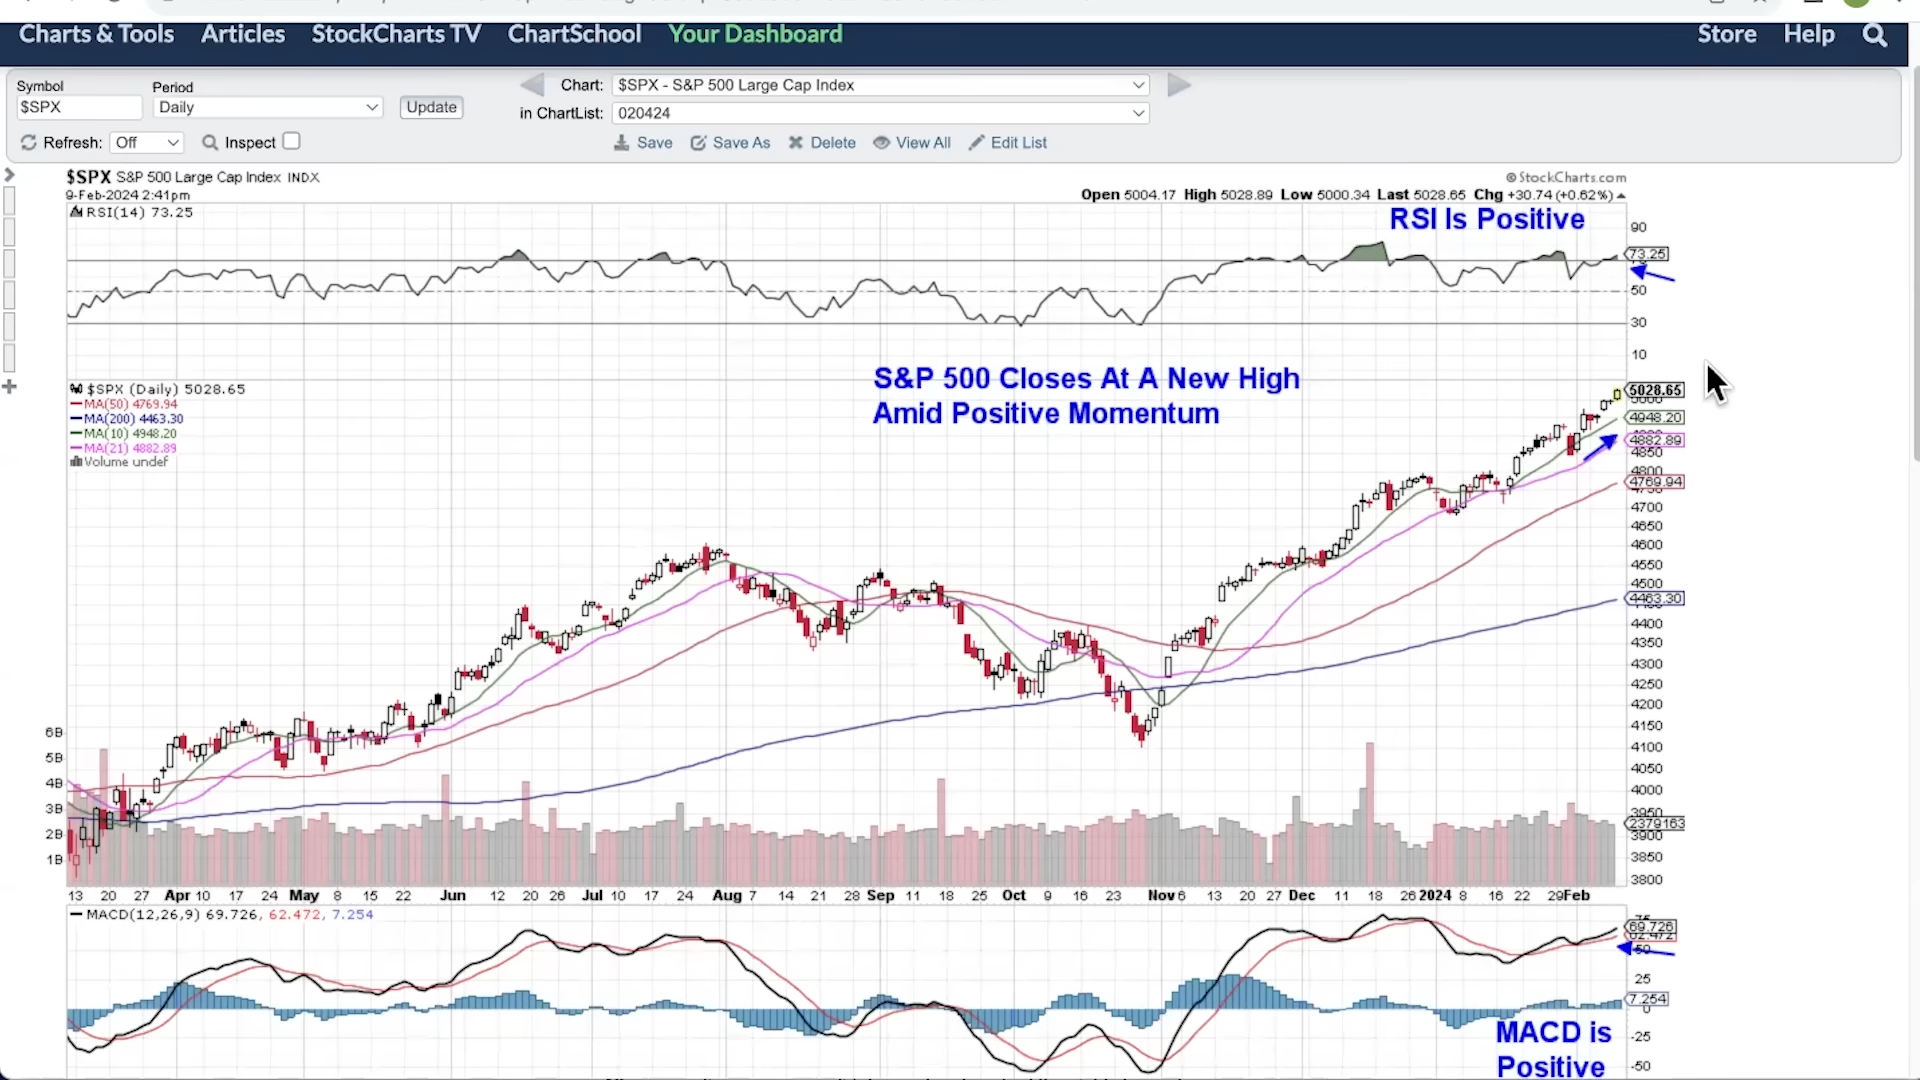 Charts & Tools Articles StockCharts TV ChartSchool Your Dashboard Store Help
Symbol Period
$SPX Daily Update
Chart: $SPX - S&P 500 Large Cap Index
in ChartList: 020424
Refresh: Off Inspect Save Save As Delete View All Edit List
$SPX S&P 500 Large Cap Index INDX ©StockCharts.com
9-Feb-2024 2:41pm Open 5004.17 High 5028.89 Low 5000.34 Last 5028.65 Chg +30.74 (+0.62%)
RSI(14) 73.25
RSI Is Positive
90
73.25
50
30
10
S&P 500 Closes At A New High
Amid Positive Momentum
$SPX (Daily) 5028.65
MA(50) 4769.94
MA(200) 4463.30
MA(10) 4948.20
MA(21) 4882.89
Volume undef
5028.65
4948.20
4882.89
4850
4800
4769.94
4700
4650
4600
4550
4500
4463.30
4400
4350
4300
4250
4200
4150
4100
4050
4000
3950
2379163
3900
3850
3800
6B
5B
4B
3B
2B
1B
13 20 27 Apr 10 17 24 May 8 15 22 Jun 12 20 26 Jul 10 17 24 Aug 7 14 21 28 Sep 11 18 25 Oct 9 16 23 Nov 6 13 20 27 Dec 11 18 26 2024 8 16 22 29 Feb
MACD(12,26,9) 69.726, 62.472, 7.254
75
69.726
62.472
50
25
7.254
0
-25
-50
MACD is
Positive